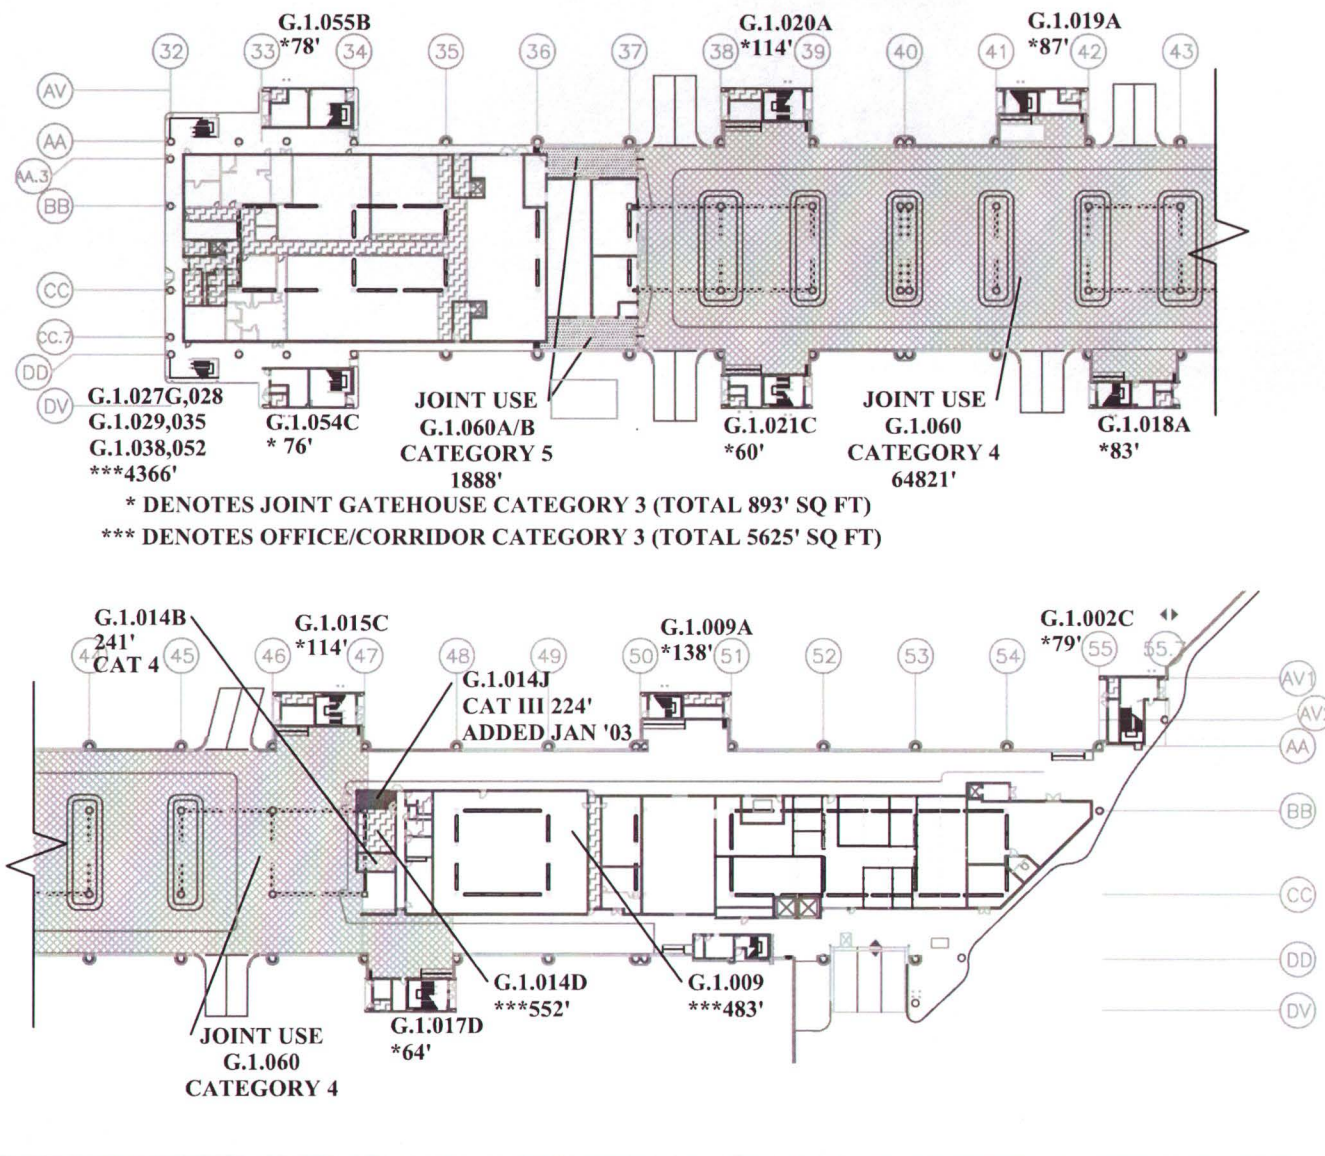 G.1.055B
*78'
G.1.020A
*114'
G.1.019A
*87'
32
33
34
35
36
37
38
39
40
41
42
43
AV
AA
AA.3
BB
CC
CC.7
DD
DV
G.1.027G,028
G.1.029,035
G.1.038,052
***4366'
G.1.054C
* 76'
JOINT USE
G.1.060A/B
CATEGORY 5
1888'
G.1.021C
*60'
JOINT USE
G.1.060
CATEGORY 4
64821'
G.1.018A
*83'
* DENOTES JOINT GATEHOUSE CATEGORY 3 (TOTAL 893' SQ FT)
*** DENOTES OFFICE/CORRIDOR CATEGORY 3 (TOTAL 5625' SQ FT)
G.1.014B
241'
CAT 4
G.1.015C
*114'
G.1.014J
CAT III 224'
ADDED JAN '03
G.1.009A
*138'
G.1.002C
*79'
44
45
46
47
48
49
50
51
52
53
54
55
55.7
AV1
AA
BB
CC
DD
DV
G.1.014D
***552'
G.1.009
***483'
G.1.017D
*64'
JOINT USE
G.1.060
CATEGORY 4